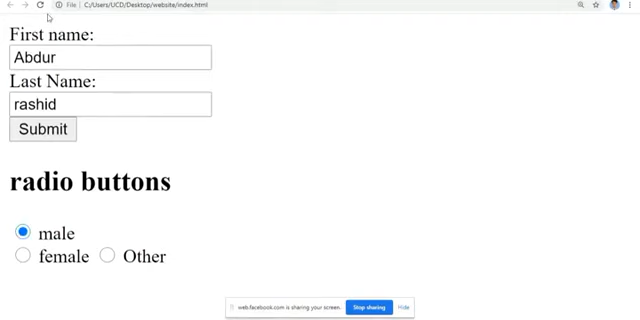 File C:/Users/UCD/Desktop/website/index.html
First name:
Abdur
Last Name:
rashid
Submit
radio buttons
male
female Other
web.facebook.com is sharing your screen. Stop sharing Hide